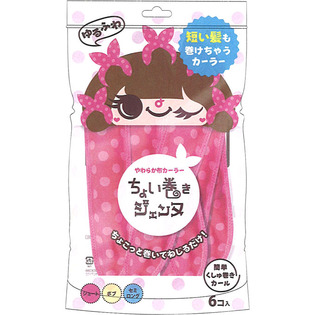 ゆるふわ
短い髪も
巻けちゃう
カーラー
やわらか布カーラー
ちょい巻き
ジェンヌ
ちょこっと巻いてねじるだけ!
ショート
ボブ
セミ
ロング
簡単
くしゅ巻き
カール
6コ入